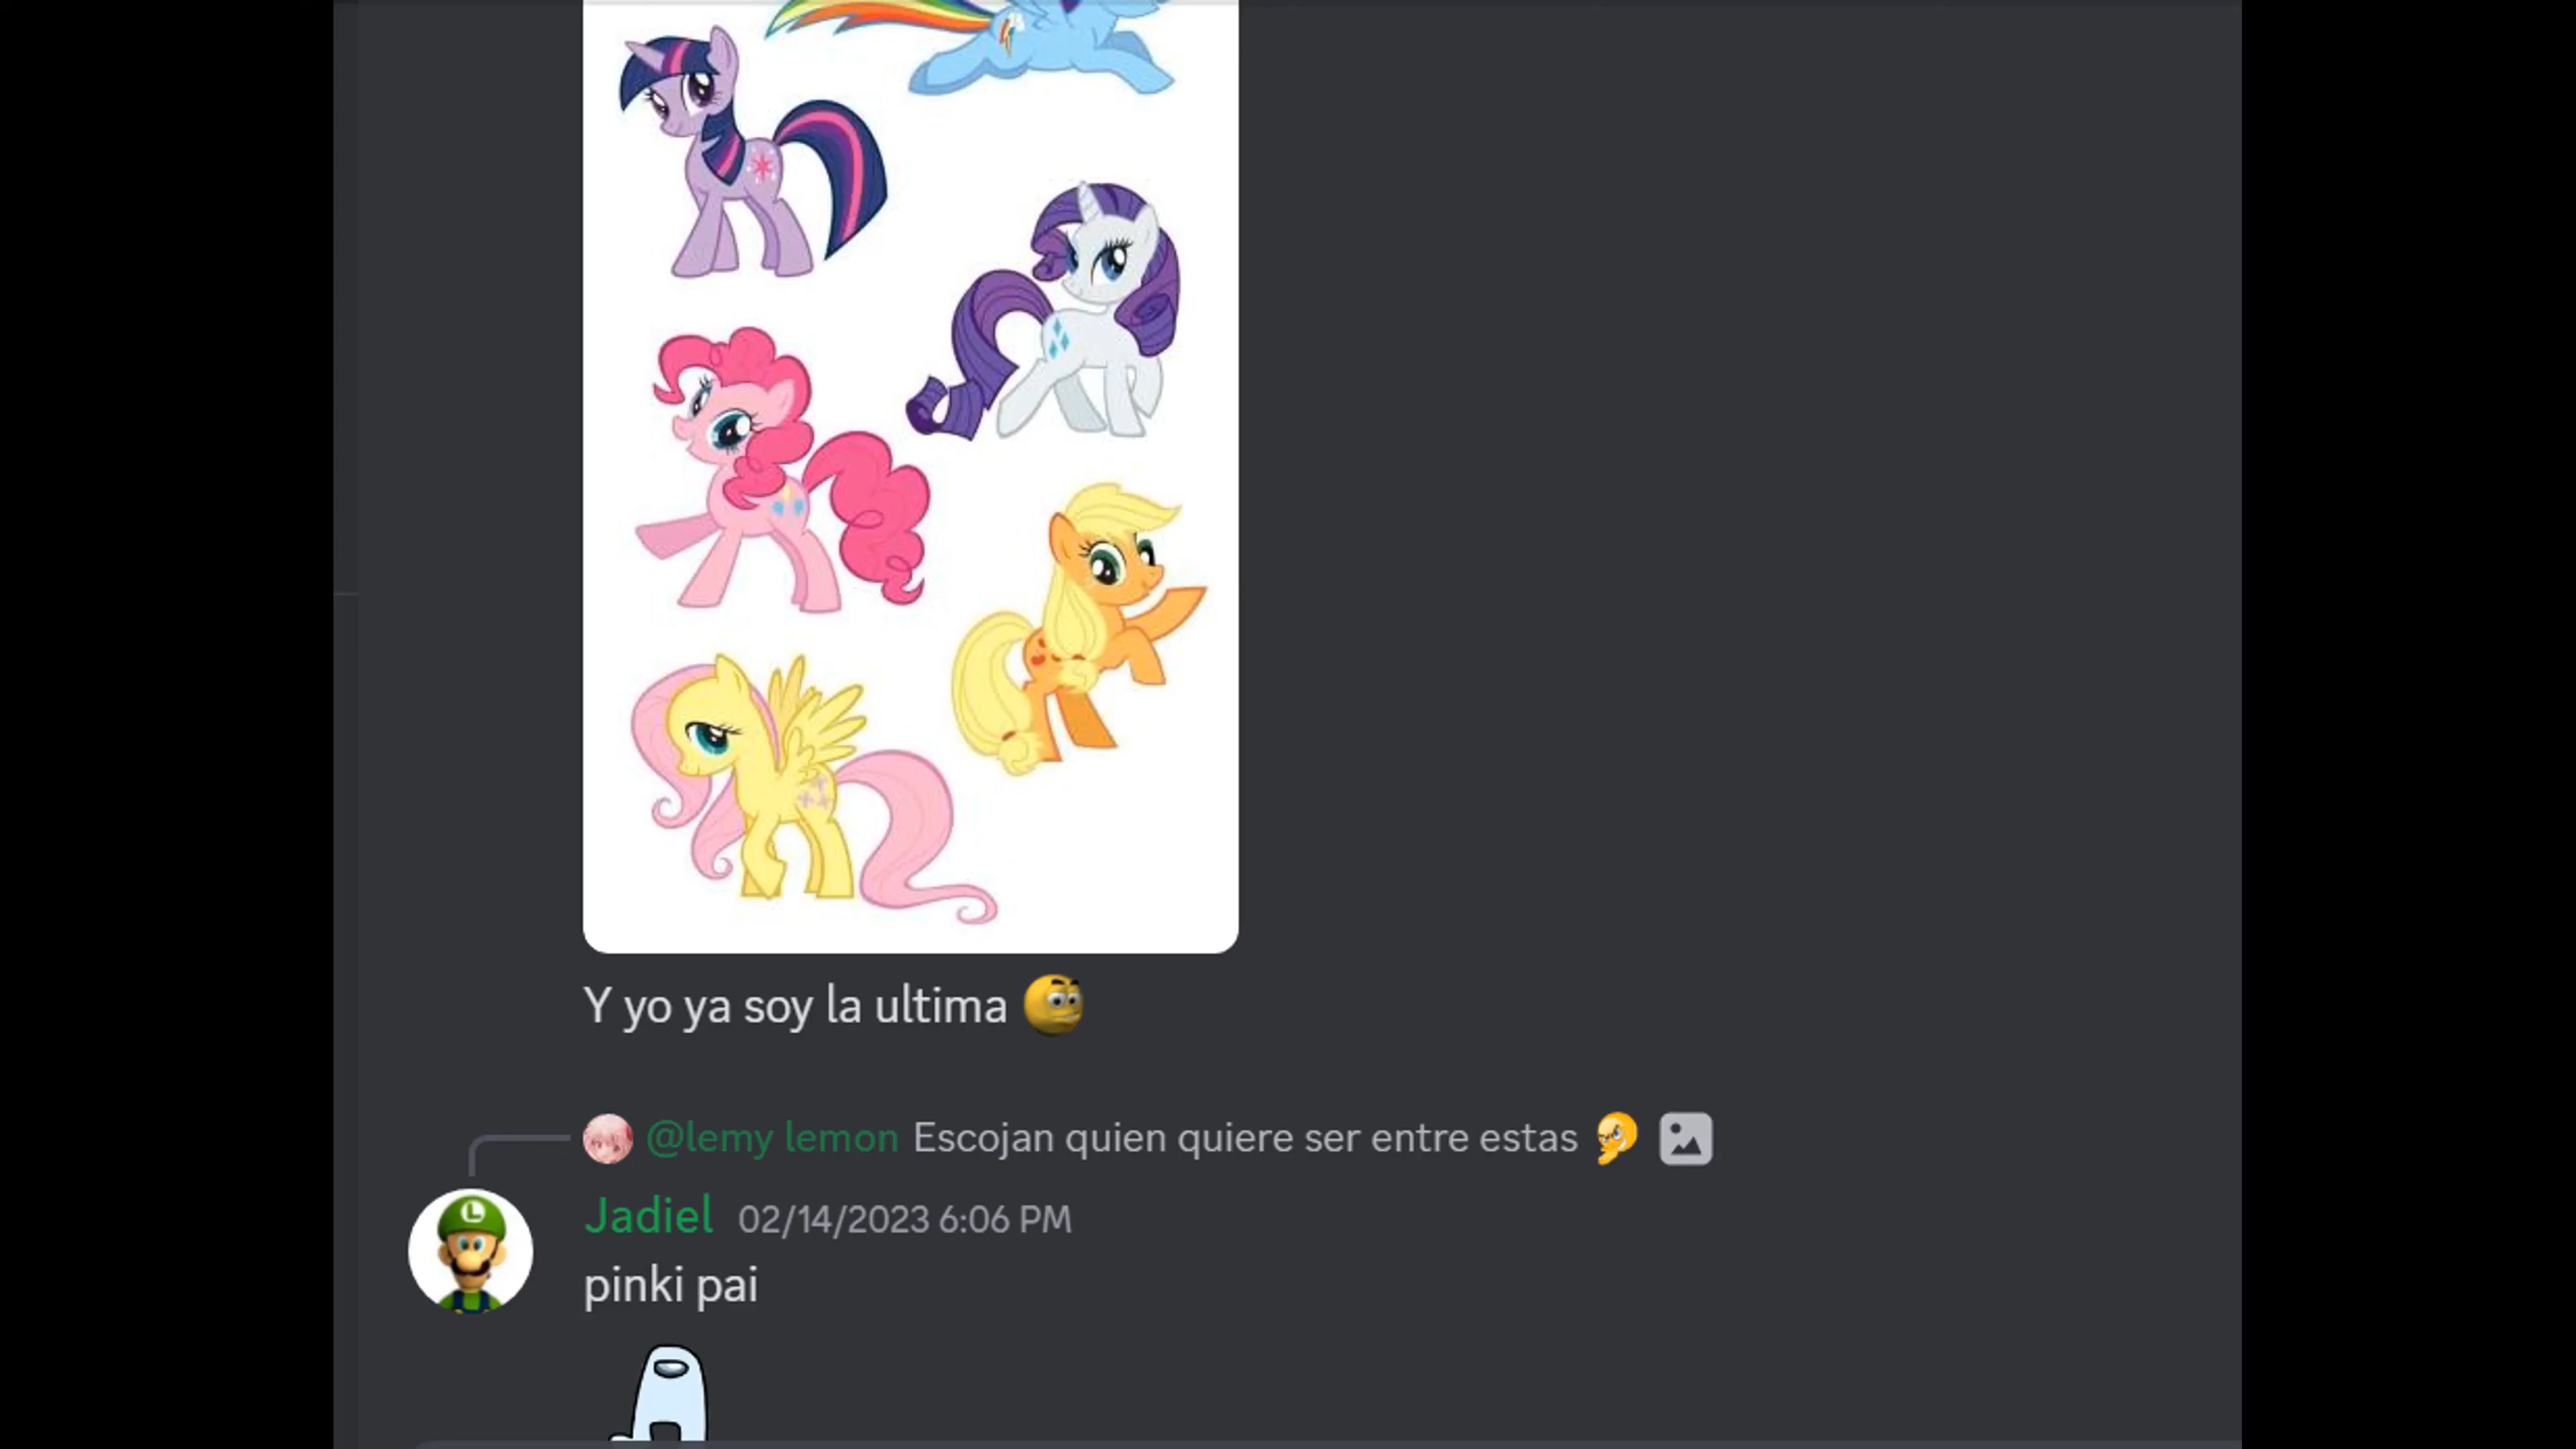 Y yo ya soy la ultima
@lemy lemon Escojan quien quiere ser entre estas
Jadiel 02/14/2023 6:06 PM
pinki pai